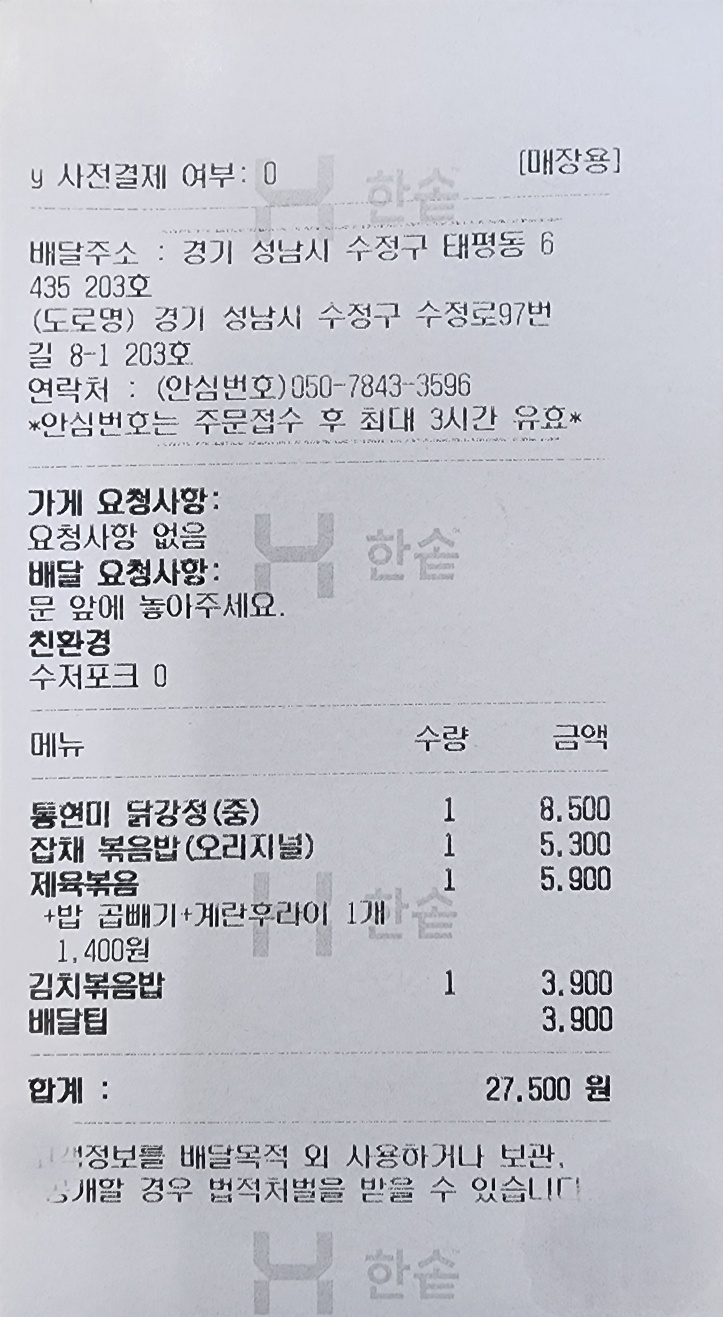 [매장용]
y 사전결제 여부: O
한솥
배달주소 : 경기 성남시 수정구 태평동 6
435 203호
(도로명) 경기 성남시 수정구 수정로97번
길 8-1 203호
연락처 : (안심번호)050-7843-3596
*안심번호는 주문접수 후 최대 3시간 유효*
가게 요청사항:
요청사항 없음
한솥
배달 요청사항:
문 앞에 놓아주세요.
친환경
수저포크 O
메뉴 수량 금액
통현미 닭강정(중) 1 8.500
잡채 볶음밥(오리지널) 1 5.300
제육볶음 1 5.900
+밥 곱빼기+계란후라이 1개
한솥
1,400원
김치볶음밥 1 3.900
배달팁 3.900
합계 : 27.500 원
정보를 배달목적 외 사용하거나 보관,
공개할 경우 법적처벌을 받을 수 있습니다
한솥